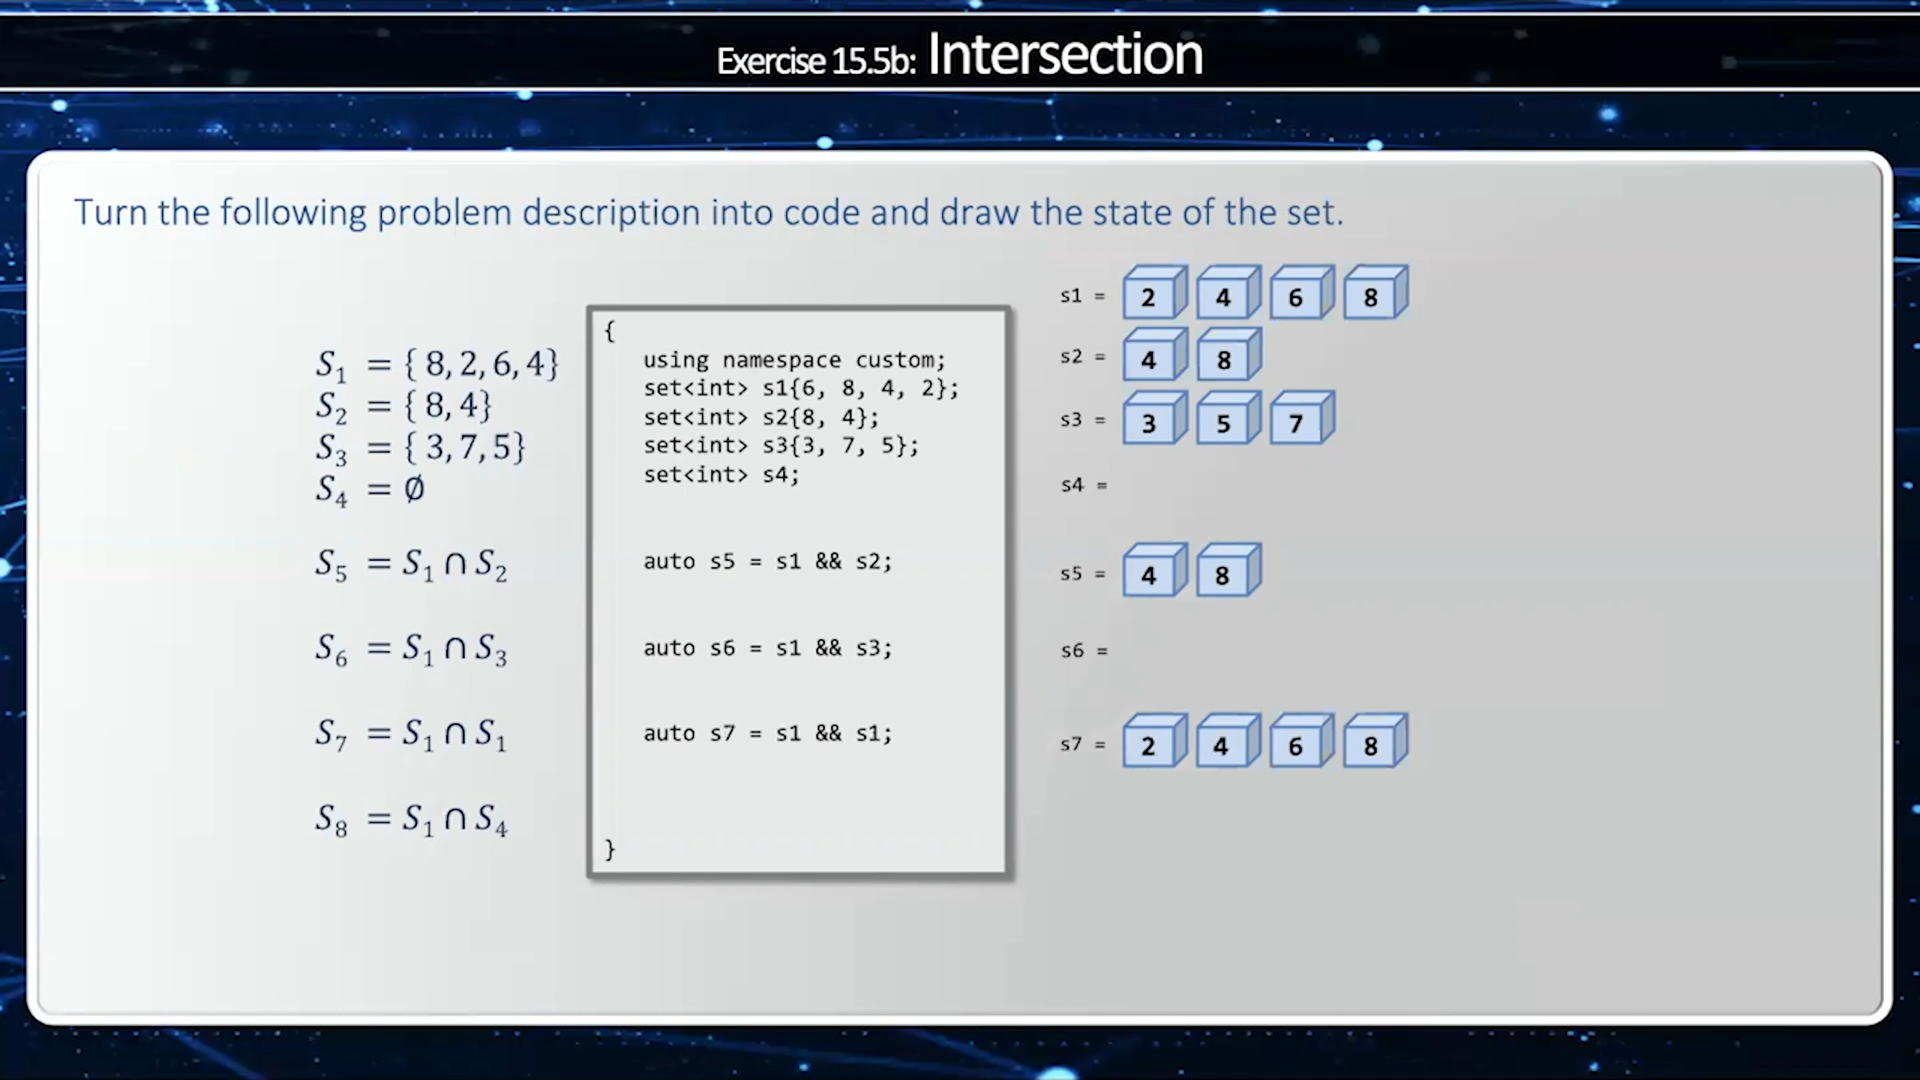 Exercise 15.5b: Intersection
Turn the following problem description into code and draw the state of the set.
S₁ = { 8, 2, 6, 4}
S₂ = { 8, 4}
S₃ = { 3, 7, 5}
S₄ = ∅
S₅ = S₁ ∩ S₂
S₆ = S₁ ∩ S₃
S₇ = S₁ ∩ S₁
S₈ = S₁ ∩ S₄
{
using namespace custom;
set<int> s1{6, 8, 4, 2};
set<int> s2{8, 4};
set<int> s3{3, 7, 5};
set<int> s4;
auto s5 = s1 && s2;
auto s6 = s1 && s3;
auto s7 = s1 && s1;
}
s1 = 2 4 6 8
s2 = 4 8
s3 = 3 5 7
s4 =
s5 = 4 8
s6 =
s7 = 2 4 6 8